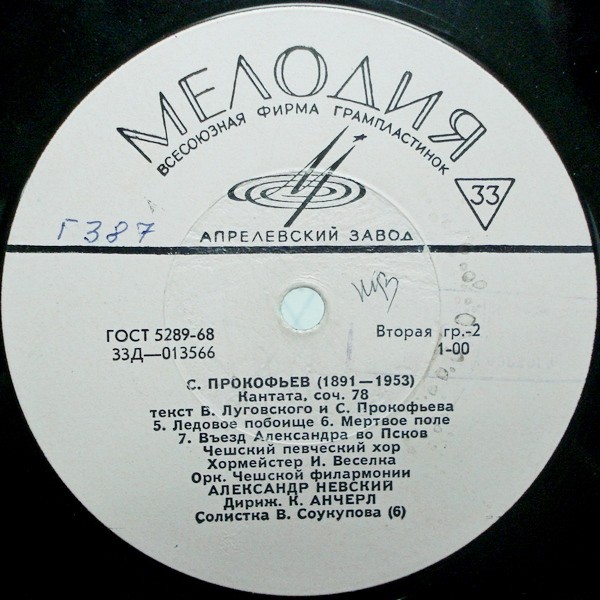 МЕЛОДИЯ
ВСЕСОЮЗНАЯ ФИРМА ГРАМПЛАСТИНОК
33
Г387
АПРЕЛЕВСКИЙ ЗАВОД
ГОСТ 5289-68
33Д—013566
Вторая гр.-2
1-00
С. ПРОКОФЬЕВ (1891—1953)
Кантата, соч. 78
текст В. Луговского и С. Прокофьева
5. Ледовое побоище 6. Мертвое поле
7. Въезд Александра во Псков
Чешский певческий хор
Хормейстер И. Веселка
Орк. Чешской филармонии
АЛЕКСАНДР НЕВСКИЙ
Дириж. К. АНЧЕРЛ
Солистка В. Соукупова (6)